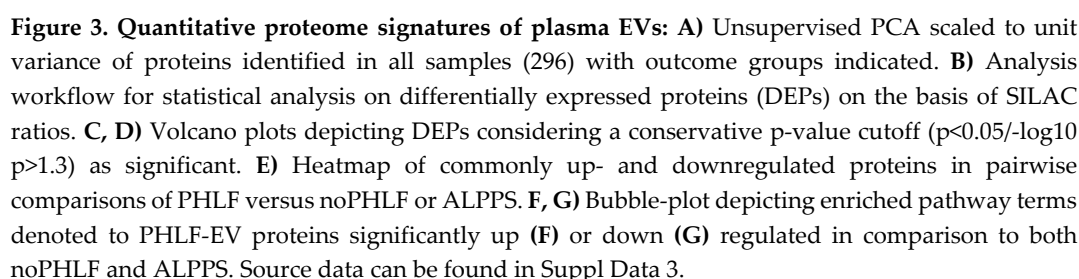 Figure 3. Quantitative proteome signatures of plasma EVs: A) Unsupervised PCA scaled to unit
variance of proteins identified in all samples (296) with outcome groups indicated. B) Analysis
workflow for statistical analysis on differentially expressed proteins (DEPs) on the basis of SILAC
ratios. C, D) Volcano plots depicting DEPs considering a conservative p-value cutoff (p<0.05/-log10
p>1.3) as significant. E) Heatmap of commonly up- and downregulated proteins in pairwise
comparisons of PHLF versus noPHLF or ALPPS. F, G) Bubble-plot depicting enriched pathway terms
denoted to PHLF-EV proteins significantly up (F) or down (G) regulated in comparison to both
noPHLF and ALPPS. Source data can be found in Suppl Data 3.